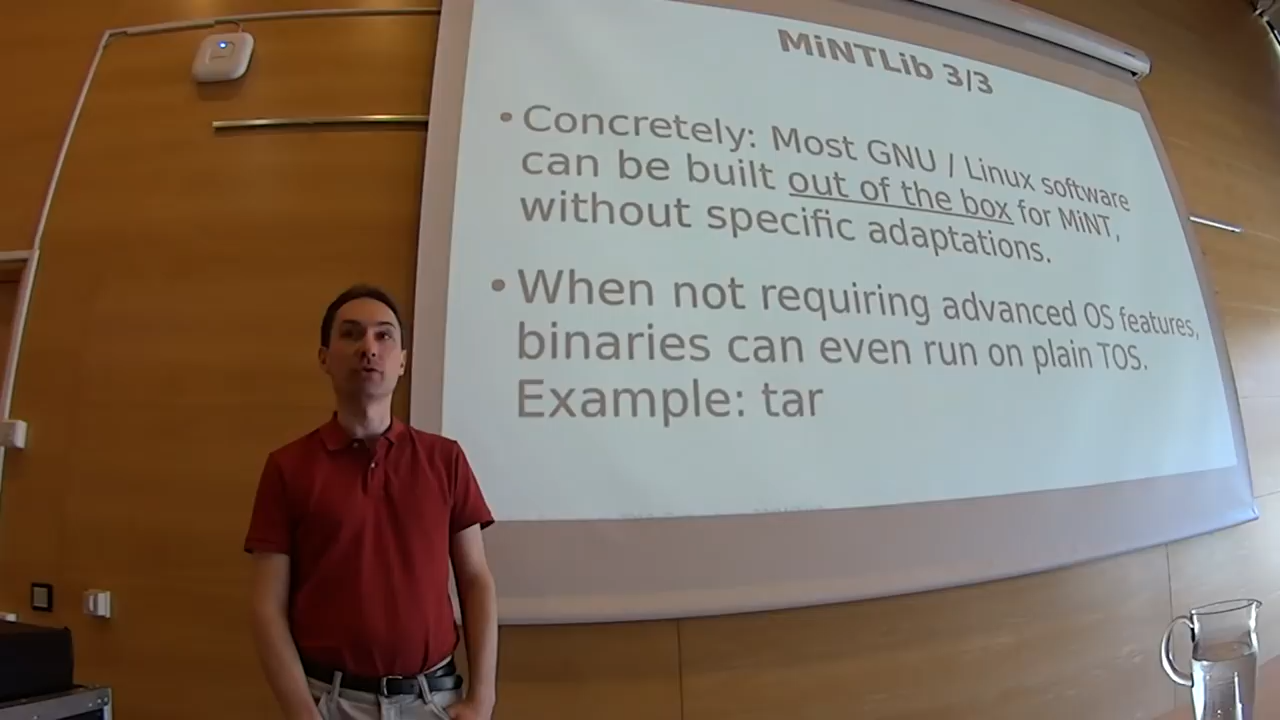 MiNTLib 3/3
• Concretely: Most GNU / Linux software
can be built out of the box for MiNT,
without specific adaptations.
• When not requiring advanced OS features,
binaries can even run on plain TOS.
Example: tar